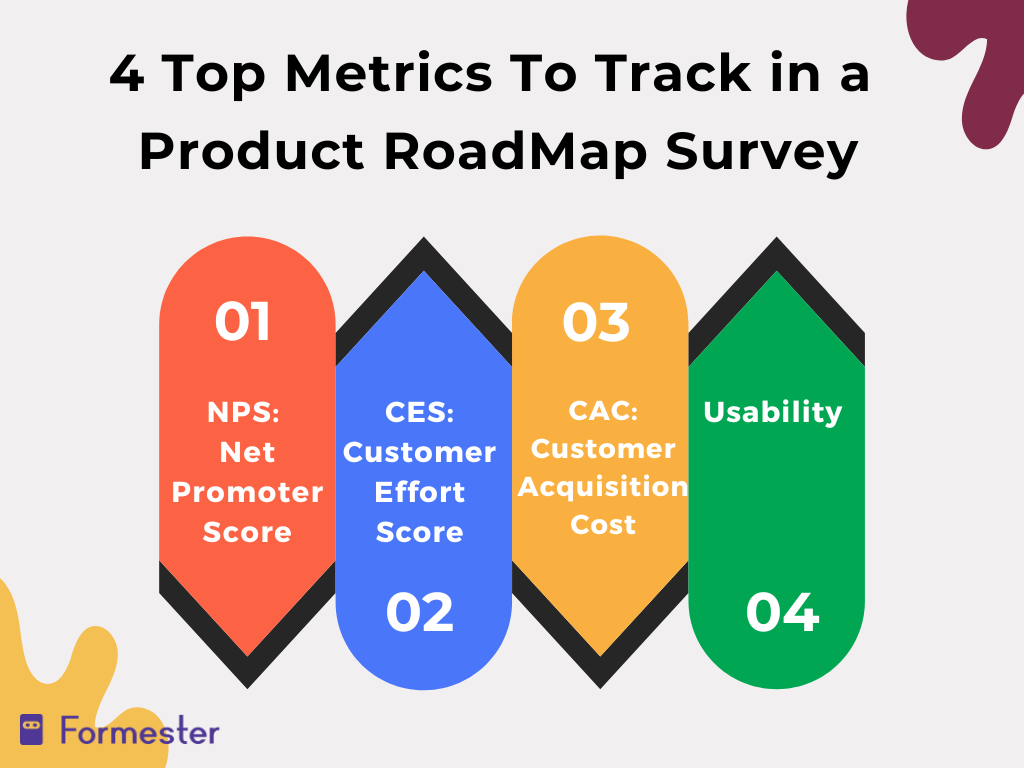 4 Top Metrics To Track in a
Product RoadMap Survey
01
NPS:
Net
Promoter
Score
CES:
Customer
Effort
Score
02
03
CAC:
Customer
Acquisition
Cost
Usability
04
Formester